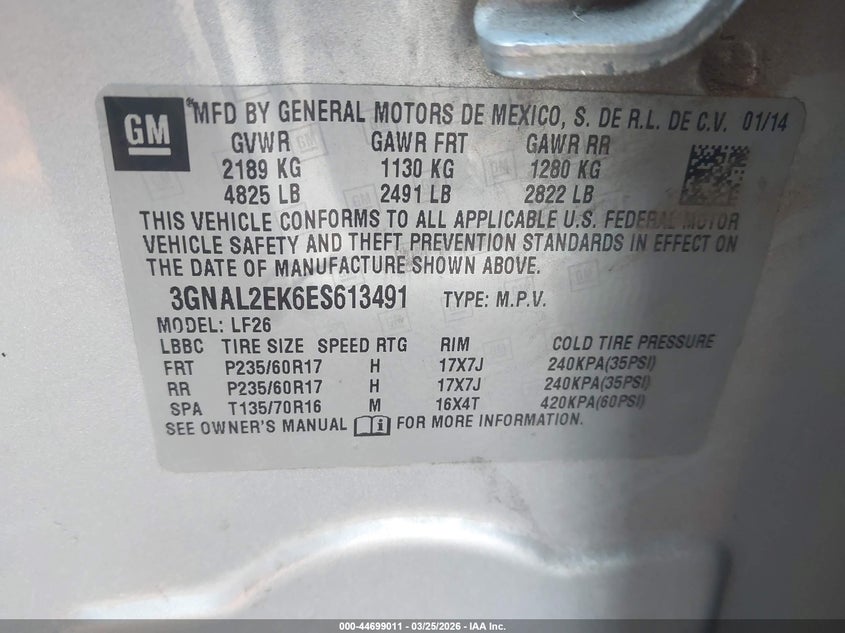 GM
MFD BY GENERAL MOTORS DE MEXICO, S. DE R.L. DE C.V. 01/14
GVWR GAWR FRT GAWR RR
2189 KG 1130 KG 1280 KG
4825 LB 2491 LB 2822 LB
THIS VEHICLE CONFORMS TO ALL APPLICABLE U.S. FEDERAL MOTOR
VEHICLE SAFETY AND THEFT PREVENTION STANDARDS IN EFFECT ON
THE DATE OF MANUFACTURE SHOWN ABOVE.
3GNAL2EK6ES613491 TYPE: M.P.V.
MODEL: LF26
LBBC TIRE SIZE SPEED RTG RIM COLD TIRE PRESSURE
FRT P235/60R17 H 17X7J 240KPA(35PSI)
RR P235/60R17 H 17X7J 240KPA(35PSI)
SPA T135/70R16 M 16X4T 420KPA(60PSI)
SEE OWNER'S MANUAL FOR MORE INFORMATION.
000-44699011 - 03/25/2026 - IAA Inc.